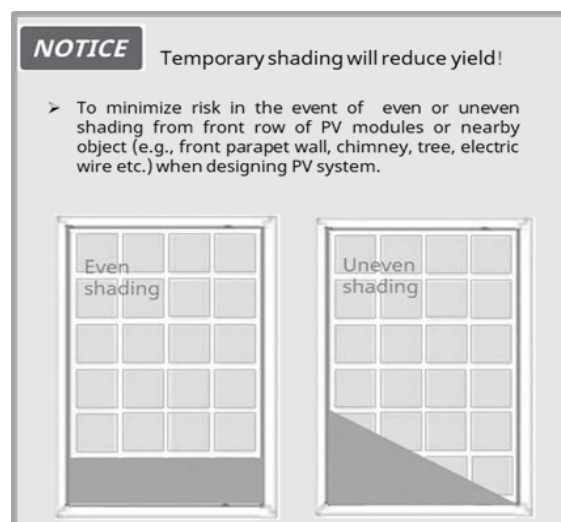 NOTICE
Temporary shading will reduce yield!
➢ To minimize risk in the event of even or uneven
shading from front row of PV modules or nearby
object (e.g., front parapet wall, chimney, tree, electric
wire etc.) when designing PV system.
Even
shading
Uneven
shading